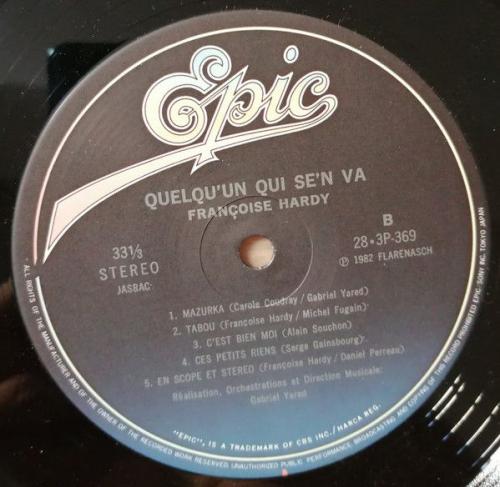 Epic
QUELQU'UN QUI SE'N VA
FRANÇOISE HARDY
33⅓
STEREO
JASRAC
B
28・3P-369
Ⓟ 1982 FLARENASCH
1. MAZURKA (Carole Coudray / Gabriel Yared)
2. TABOU (Françoise Hardy / Michel Fugain)
3. C'EST BIEN MOI (Alain Souchon)
4. CES PETITS RIENS (Serge Gainsbourg)
5. EN SCOPE ET STEREO (Françoise Hardy / Daniel Perreau)
Réalisation, Orchestrations et Direction Musicale:
Gabriel Yared
"EPIC", IS A TRADEMARK OF CBS INC./MARCA REG.
ALL RIGHTS OF THE MANUFACTURER AND OF THE OWNER OF THE RECORDED WORK RESERVED. UNAUTHORIZED PUBLIC PERFORMANCE, BROADCASTING AND COPYING OF THIS RECORD PROHIBITED EPIC/SONY INC. TOKYO JAPAN